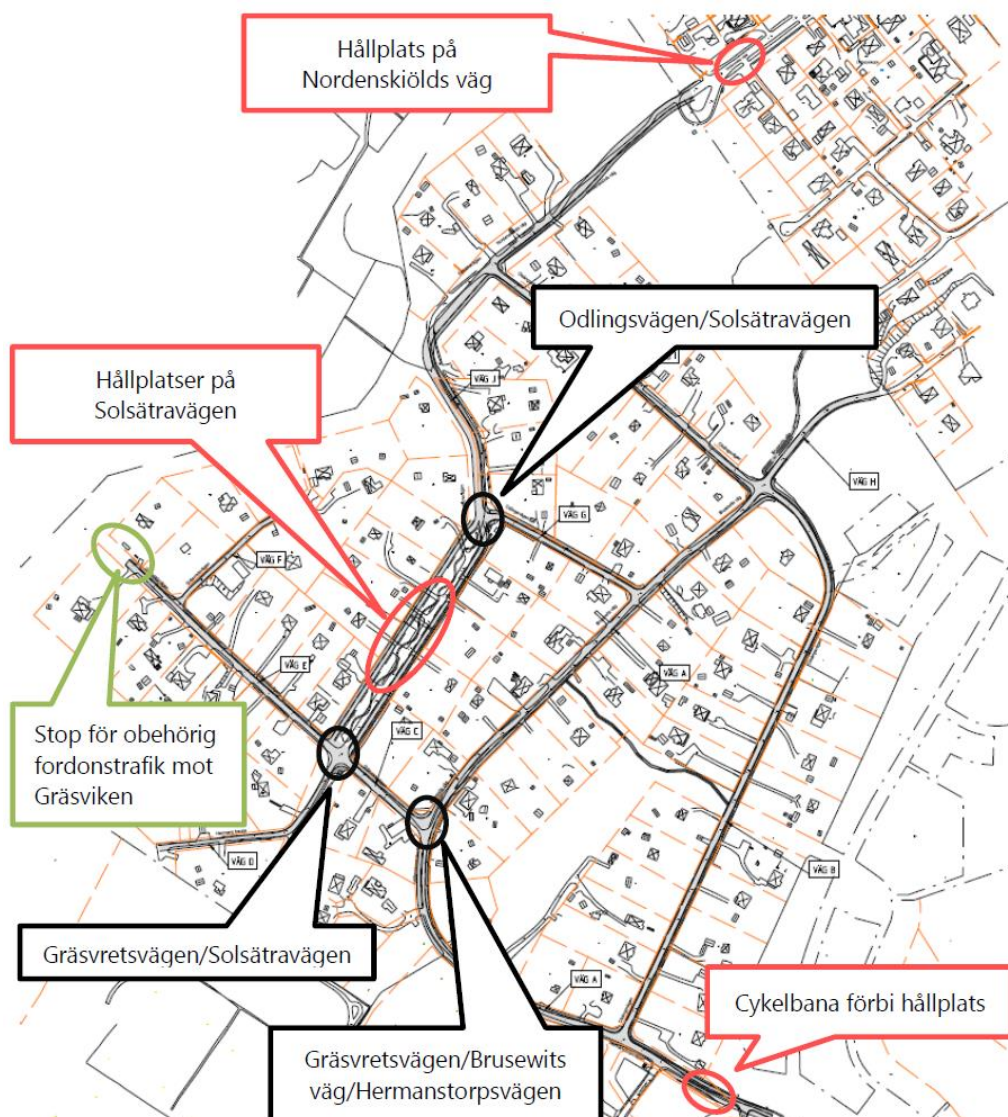 Hållplats på
Nordenskiölds väg
Odlingsvägen/Solsätravägen
Hållplatser på
Solsätravägen
VÄG J
VÄG H
VÄG G
VÄG F
VÄG E
VÄG A
Stop för obehörig
fordonstrafik mot
Gräsviken
VÄG C
VÄG D
VÄG B
Gräsvretsvägen/Solsätravägen
VÄG A
Cykelbana förbi hållplats
Gräsvretsvägen/Brusewits
väg/Hermanstorpsvägen